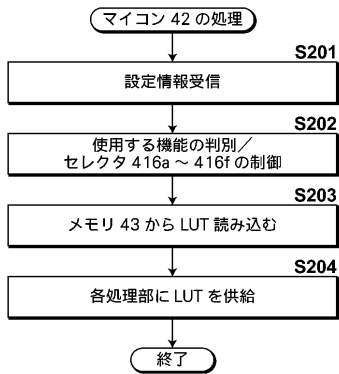 マイコン 42 の処理
S201
設定情報受信
S202
使用する機能の判別／
セレクタ 416a ～ 416f の制御
S203
メモリ 43 から LUT 読み込む
S204
各処理部に LUT を供給
終了